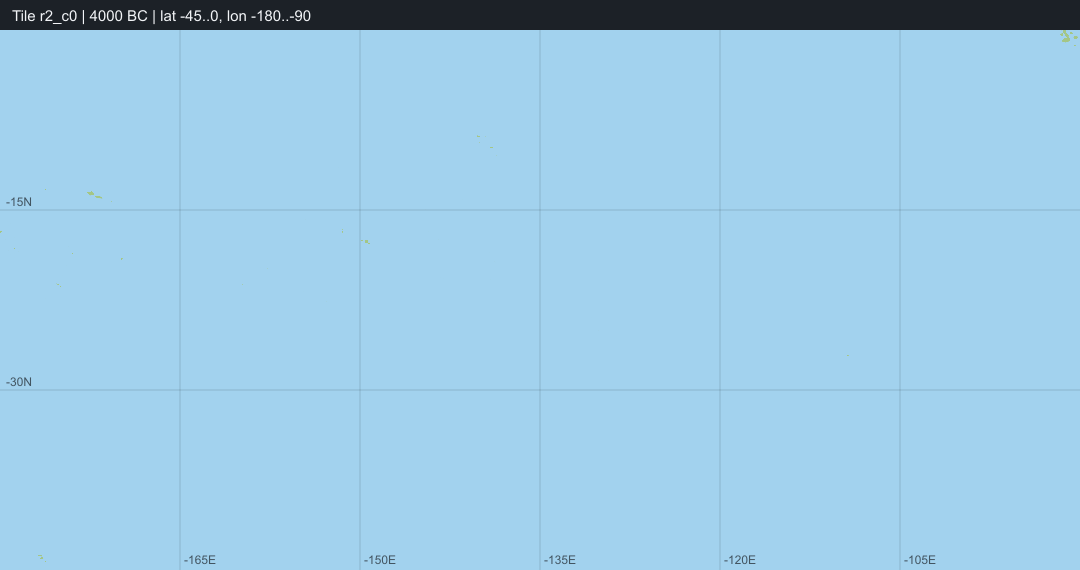 Tile r2_c0 | 4000 BC | lat -45..0, lon -180..-90
-15N
-30N
-165E
-150E
-135E
-120E
-105E